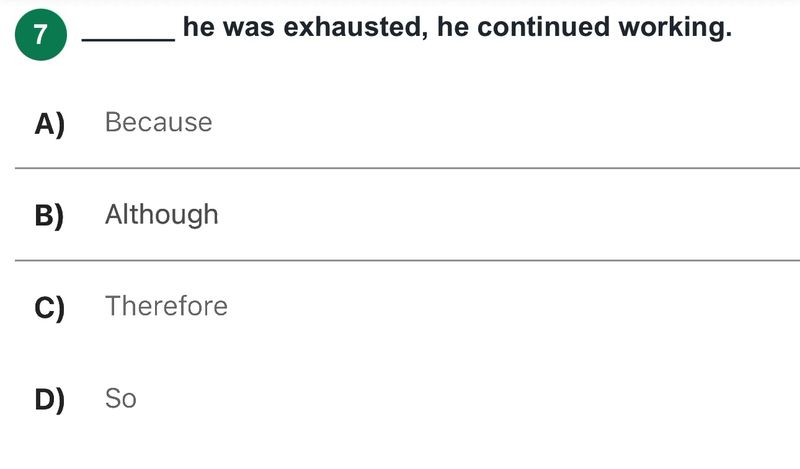 7 ______ he was exhausted, he continued working.
A) Because
B) Although
C) Therefore
D) So